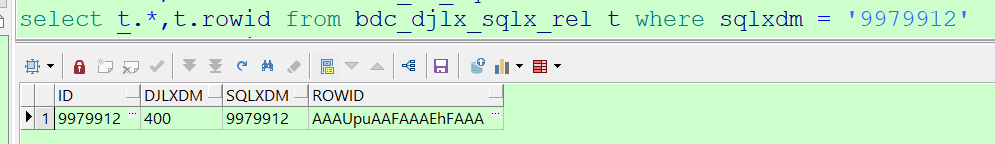 select t.*,t.rowid from bdc_djlx_sqlx_rel t where sqlxdm = '9979912'
ID DJLXDM SQLXDM ROWID
1 9979912 ... 400 9979912 ... AAAUpuAAFAAAEhFAAA ...